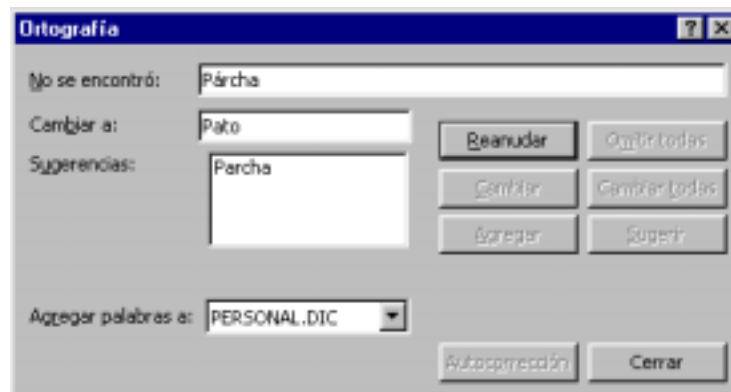 Ortografía
No se encontró: Párcha
Cambiar a: Pato
Reanudar Omitir todas
Sugerencias: Parcha
Cambiar Cambiar todas
Agregar Sugerir
Agregar palabras a: PERSONAL.DIC
Autocorrección Cerrar